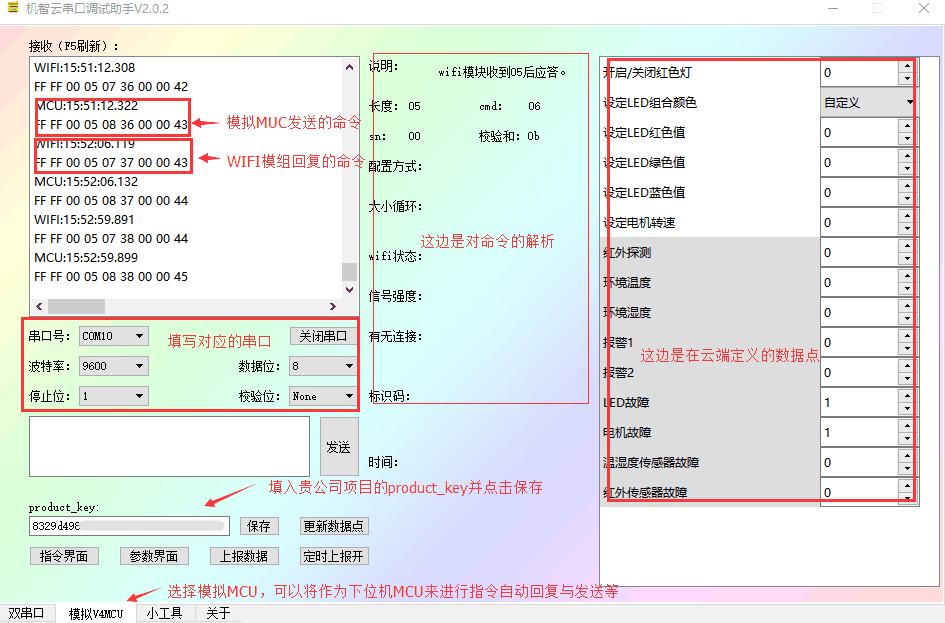 机智云串口调试助手V2.0.2
接收（F5刷新）：
WIFI:15:51:12.308
FF FF 00 05 07 36 00 00 42
MCU:15:51:12.322
FF FF 00 05 08 36 00 00 43
WIFI:15:52:06.119
FF FF 00 05 07 37 00 00 43
MCU:15:52:06.132
FF FF 00 05 08 37 00 00 44
WIFI:15:52:59.891
FF FF 00 05 07 38 00 00 44
MCU:15:52:59.899
FF FF 00 05 08 38 00 00 45
模拟MUC发送的命令
WIFI模组回复的命令
串口号： COM10 填写对应的串口 关闭串口
波特率： 9600 数据位： 8
停止位： 1 校验位： None
发送
填入贵公司项目的product_key并点击保存
product_key:
8329d498 保存 更新数据点
指令界面 参数界面 上报数据 定时上报开
选择模拟MCU，可以将作为下位机MCU来进行指令自动回复与发送等
双串口 模拟V4MCU 小工具 关于
说明： wifi模块收到05后应答。
长度： 05 cmd: 06
sn: 00 校验和：0b
配置方式：
大小循环：
这边是对命令的解析
wifi状态：
信号强度：
有无连接：
标识码：
时间：
开启/关闭红色灯 0
设定LED组合颜色 自定义
设定LED红色值 0
设定LED绿色值 0
设定LED蓝色值 0
设定电机转速 0
红外探测 0
环境温度 0
环境湿度 0
报警1 0
这边是在云端定义的数据点
报警2 0
LED故障 1
电机故障 1
温湿度传感器故障 0
红外传感器故障 0